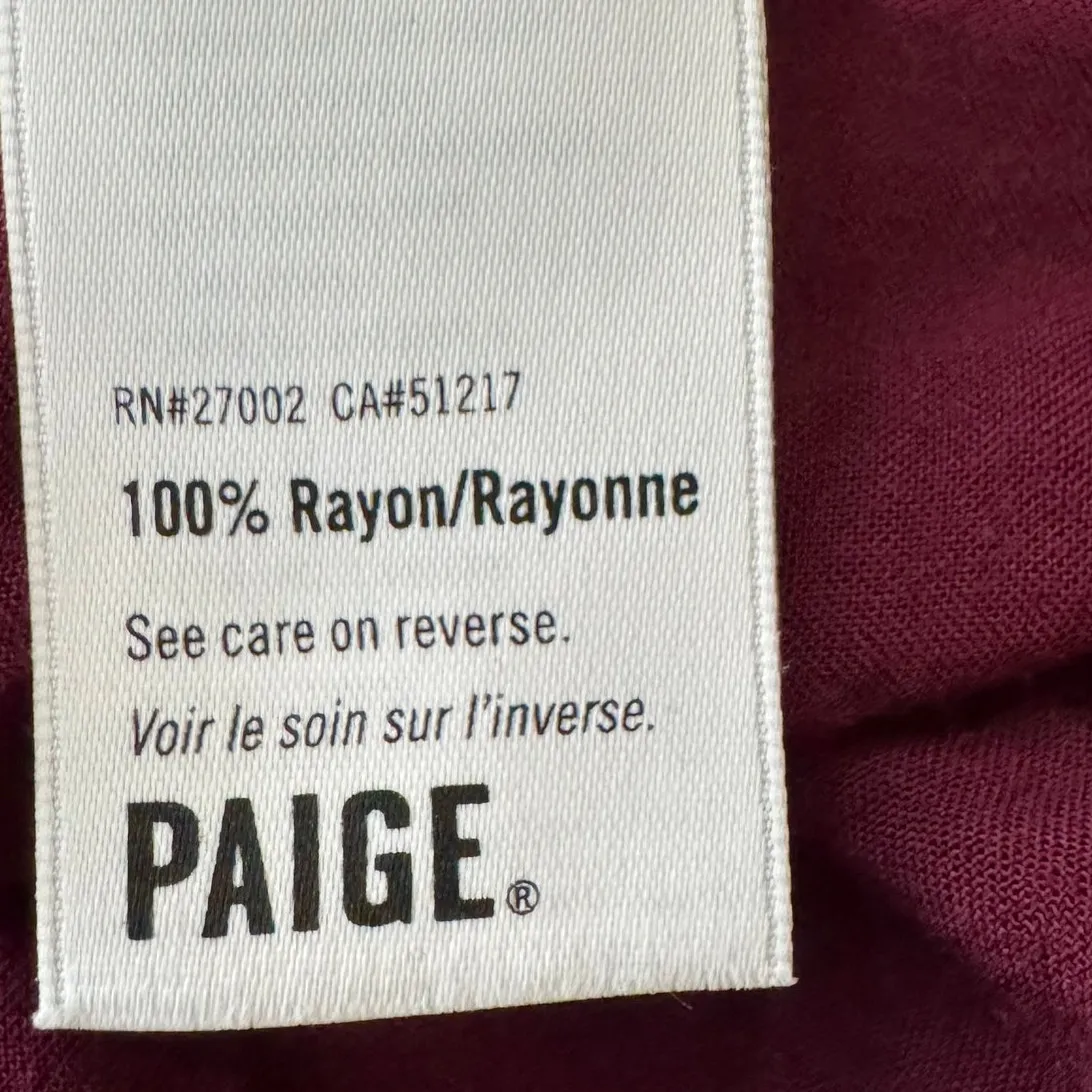 RN#27002 CA#51217
100% Rayon/Rayonne
See care on reverse.
Voir le soin sur l'inverse.
PAIGE®